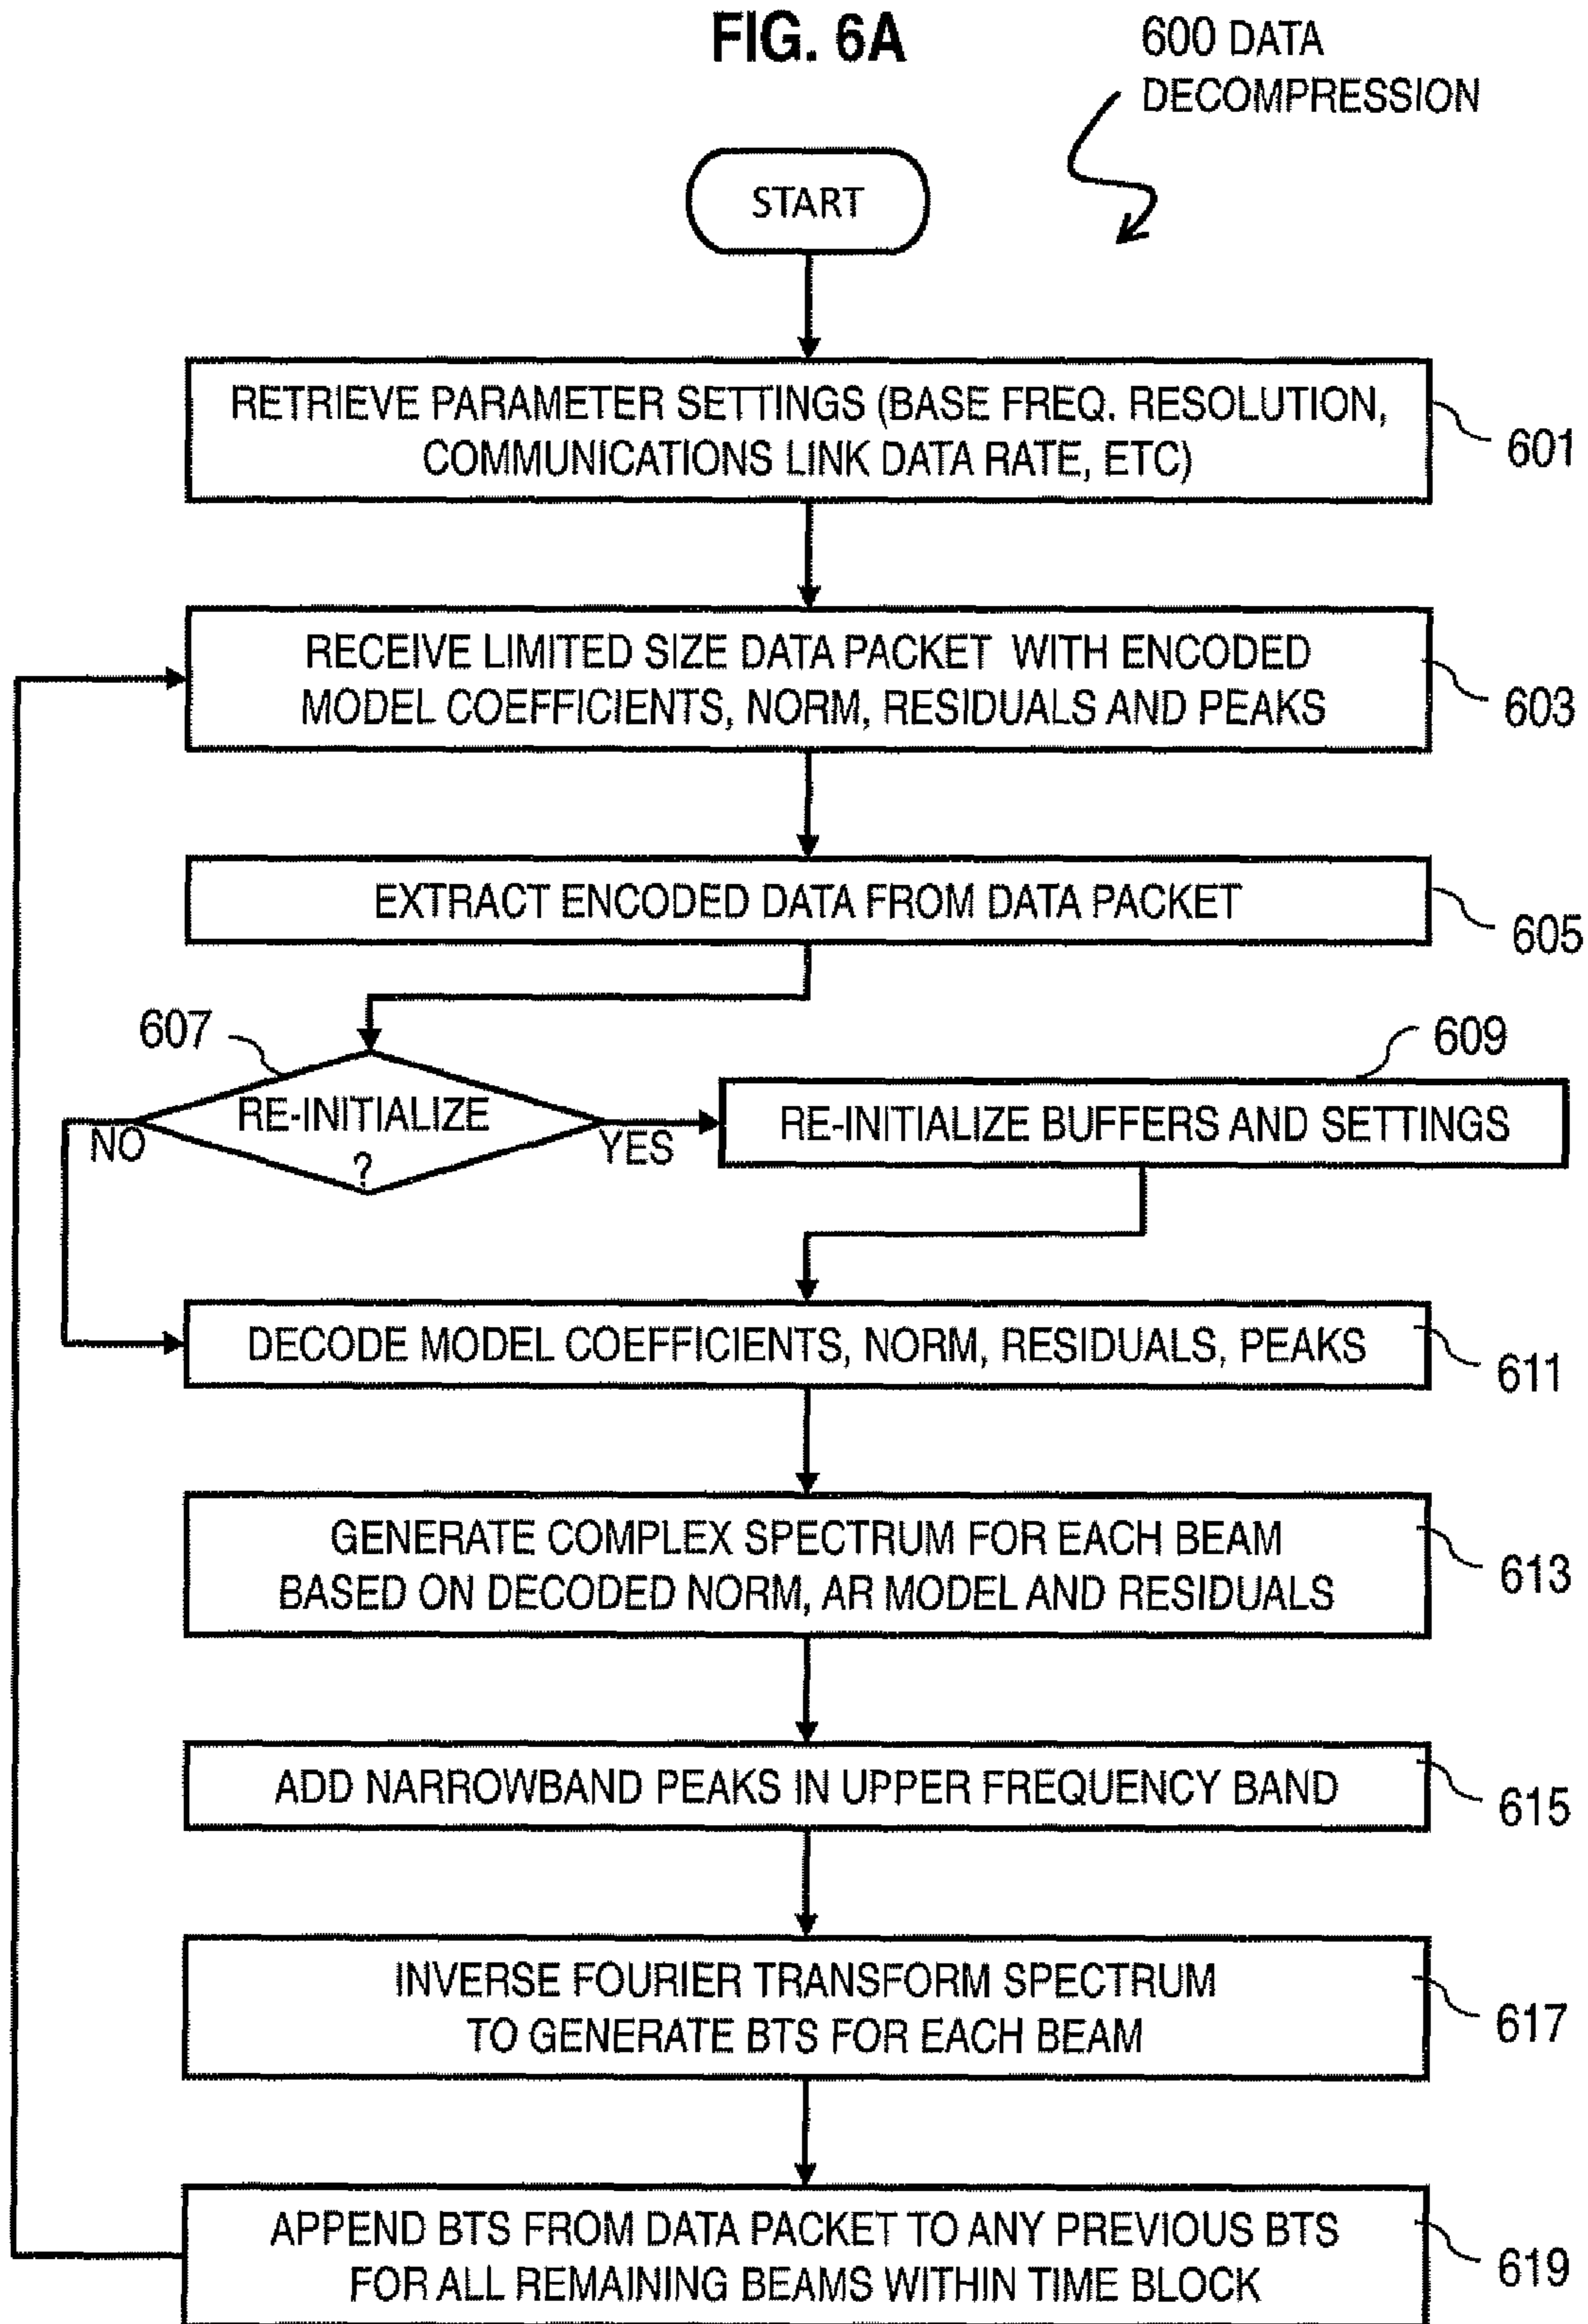 FIG. 6A
600 DATA
DECOMPRESSION
START
RETRIEVE PARAMETER SETTINGS (BASE FREQ. RESOLUTION,
COMMUNICATIONS LINK DATA RATE, ETC)
601
RECEIVE LIMITED SIZE DATA PACKET WITH ENCODED
MODEL COEFFICIENTS, NORM, RESIDUALS AND PEAKS
603
EXTRACT ENCODED DATA FROM DATA PACKET
605
607
RE-INITIALIZE
?
NO
YES
609
RE-INITIALIZE BUFFERS AND SETTINGS
DECODE MODEL COEFFICIENTS, NORM, RESIDUALS, PEAKS
611
GENERATE COMPLEX SPECTRUM FOR EACH BEAM
BASED ON DECODED NORM, AR MODEL AND RESIDUALS
613
ADD NARROWBAND PEAKS IN UPPER FREQUENCY BAND
615
INVERSE FOURIER TRANSFORM SPECTRUM
TO GENERATE BTS FOR EACH BEAM
617
APPEND BTS FROM DATA PACKET TO ANY PREVIOUS BTS
FOR ALL REMAINING BEAMS WITHIN TIME BLOCK
619